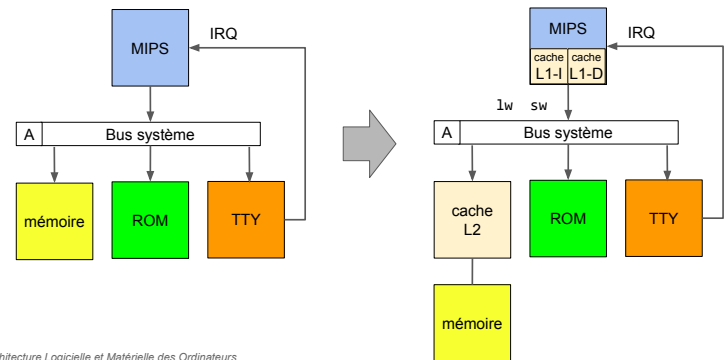 MIPS
IRQ
A
Bus système
mémoire
ROM
TTY
MIPS
cache
L1-I
cache
L1-D
IRQ
lw sw
A
Bus système
cache
L2
ROM
TTY
mémoire
hitecture Logicielle et Matérielle des Ordinateurs